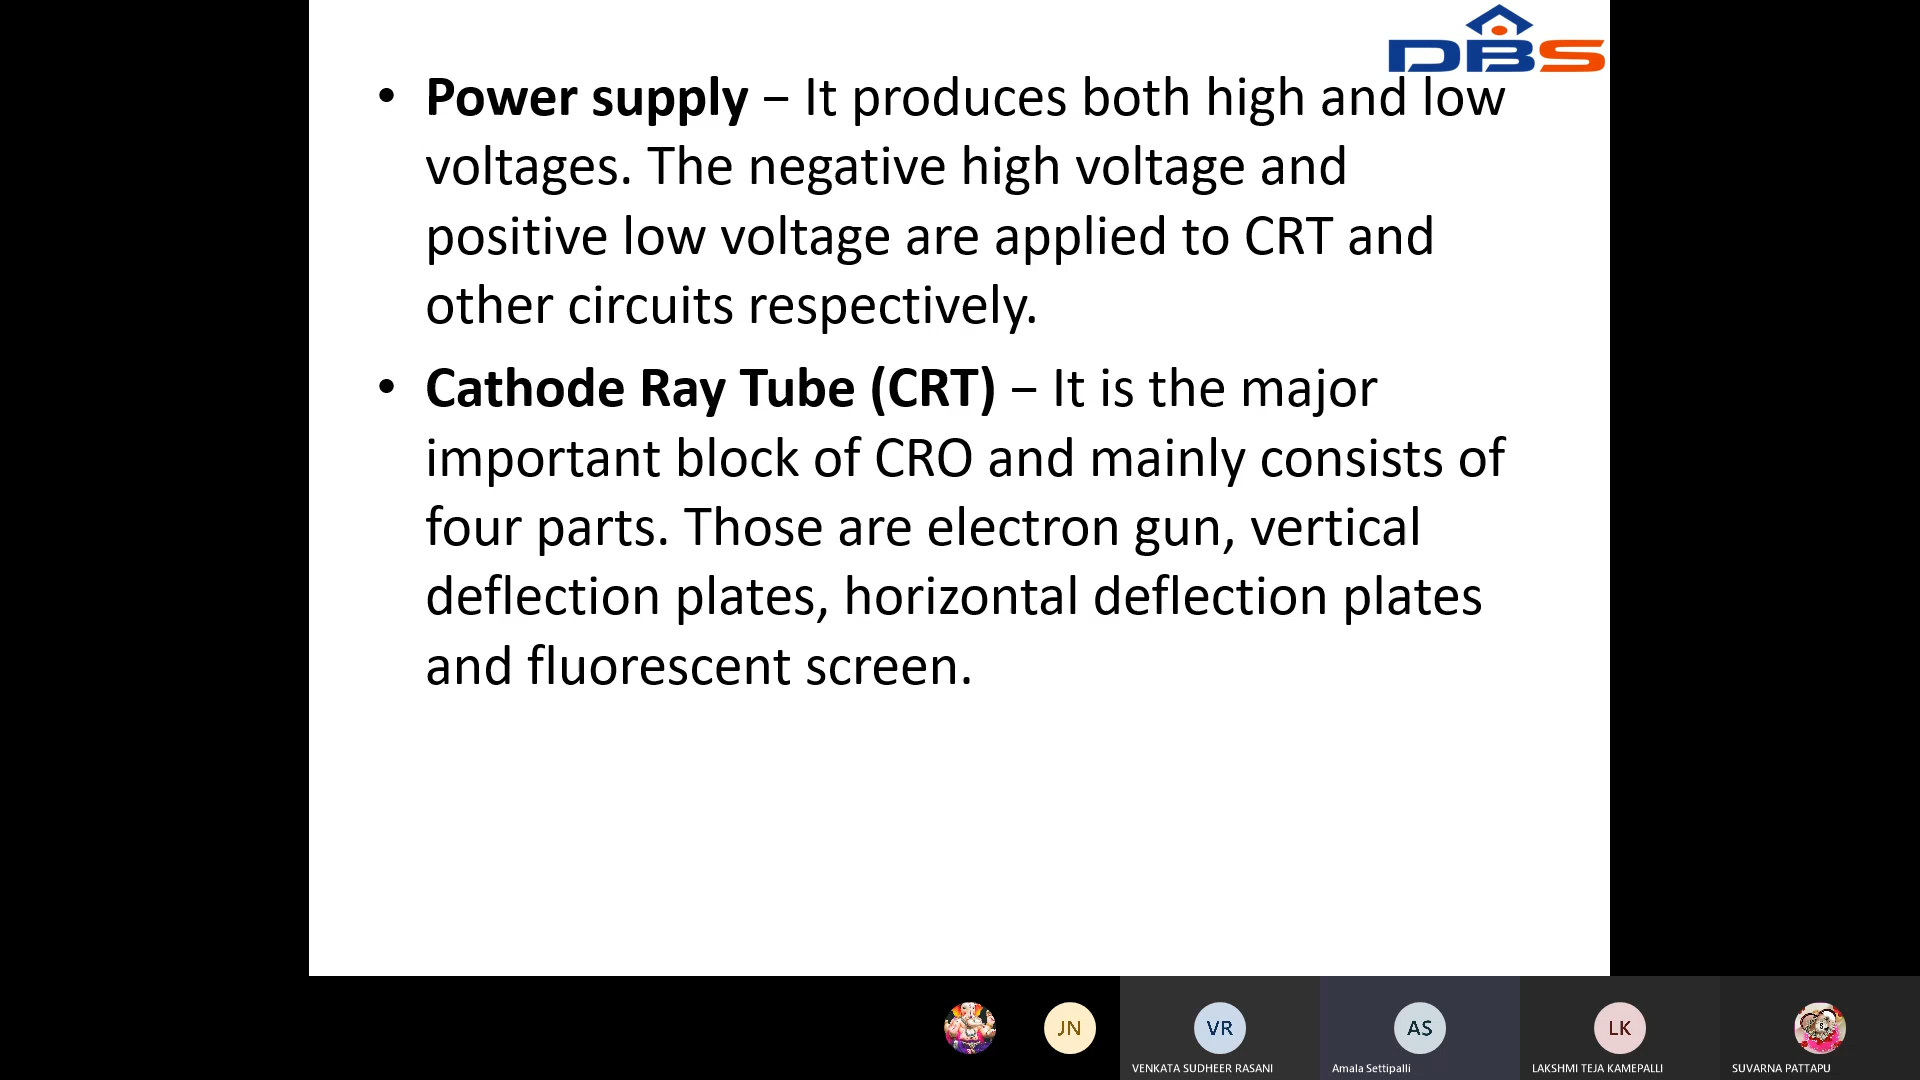 DBS
• Power supply – It produces both high and low
voltages. The negative high voltage and
positive low voltage are applied to CRT and
other circuits respectively.
• Cathode Ray Tube (CRT) – It is the major
important block of CRO and mainly consists of
four parts. Those are electron gun, vertical
deflection plates, horizontal deflection plates
and fluorescent screen.
JN
VR
AS
LK
VENKATA SUDHEER RASANI
Amala Settipalli
LAKSHMI TEJA KAMEPALLI
SUVARNA PATTAPU